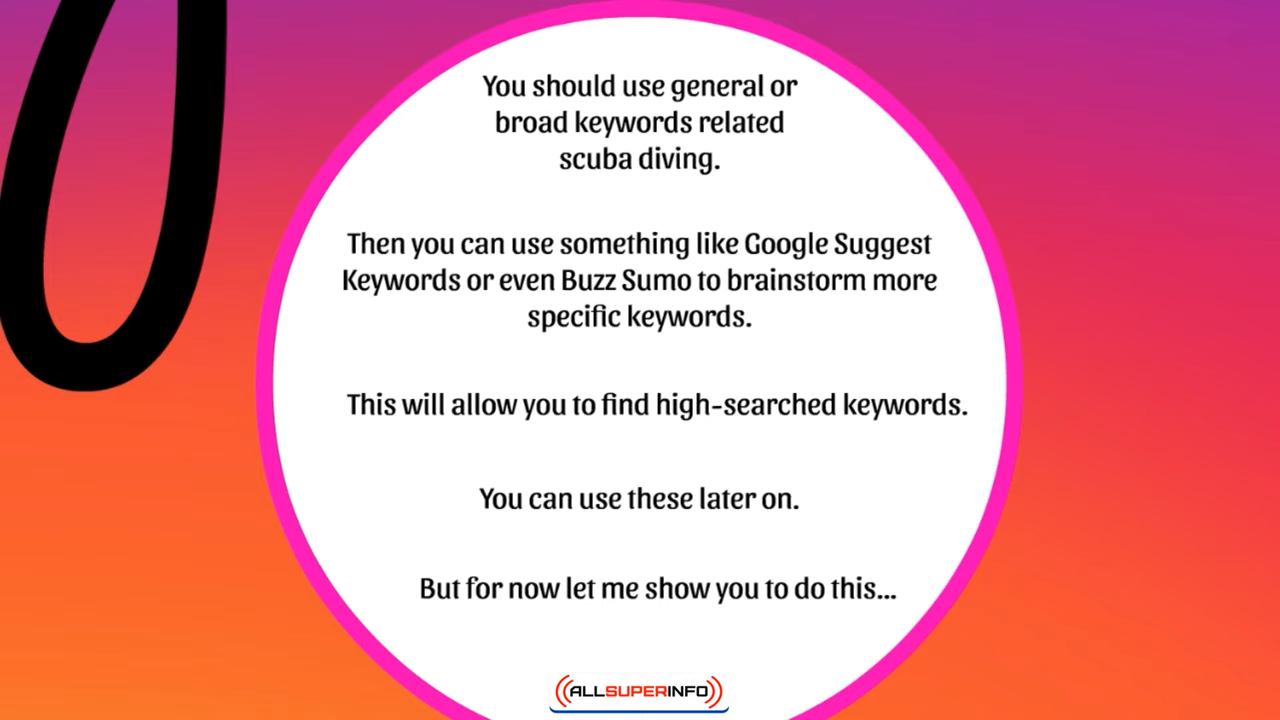 You should use general or
broad keywords related
scuba diving.
Then you can use something like Google Suggest
Keywords or even Buzz Sumo to brainstorm more
specific keywords.
This will allow you to find high-searched keywords.
You can use these later on.
But for now let me show you to do this...
ALLSUPERINFO